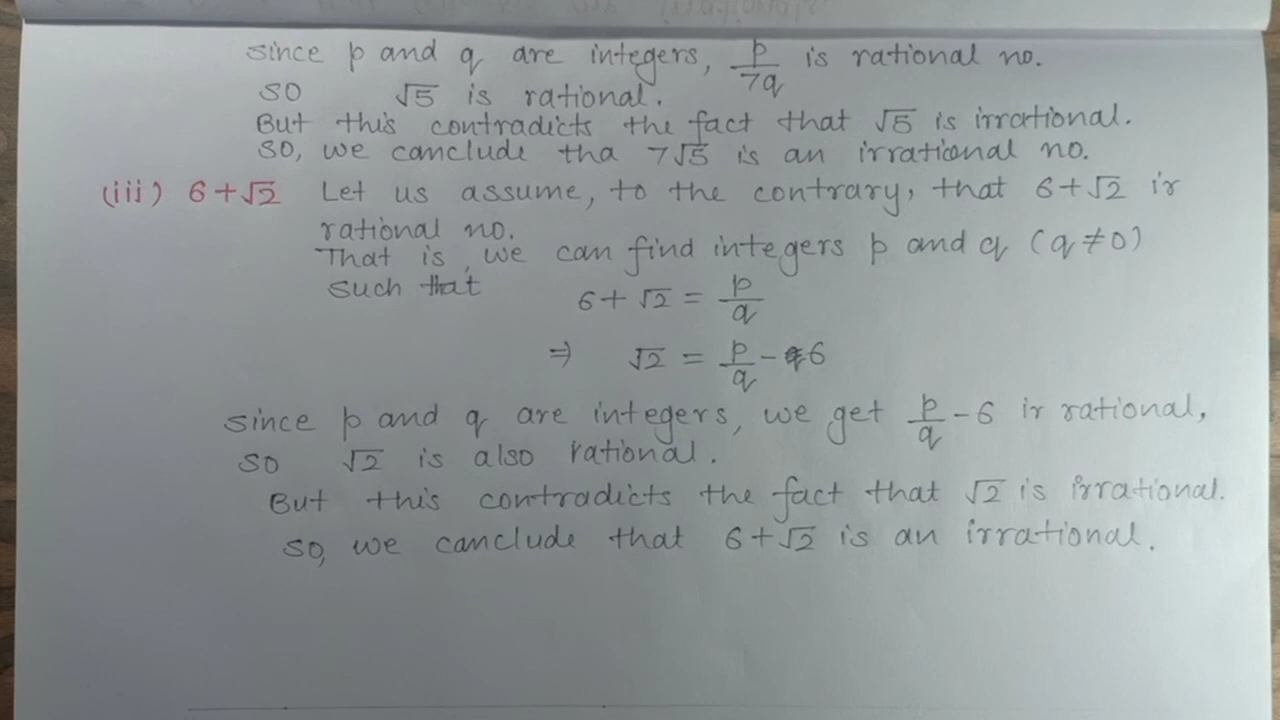 since p and q are integers, p/7q is rational no.
so √5 is rational.
But this contradicts the fact that √5 is irrational.
so, we canclude tha 7√5 is an irrational no.
(iii) 6+√2 Let us assume, to the contrary, that 6+√2 is
rational no.
That is, we can find integers p and q (q≠0)
such that
6+√2 = p/q
⇒ √2 = p/q - 6
since p and q are integers, we get p/q - 6 is rational,
so √2 is also rational.
But this contradicts the fact that √2 is irrational.
so, we canclude that 6+√2 is an irrational.